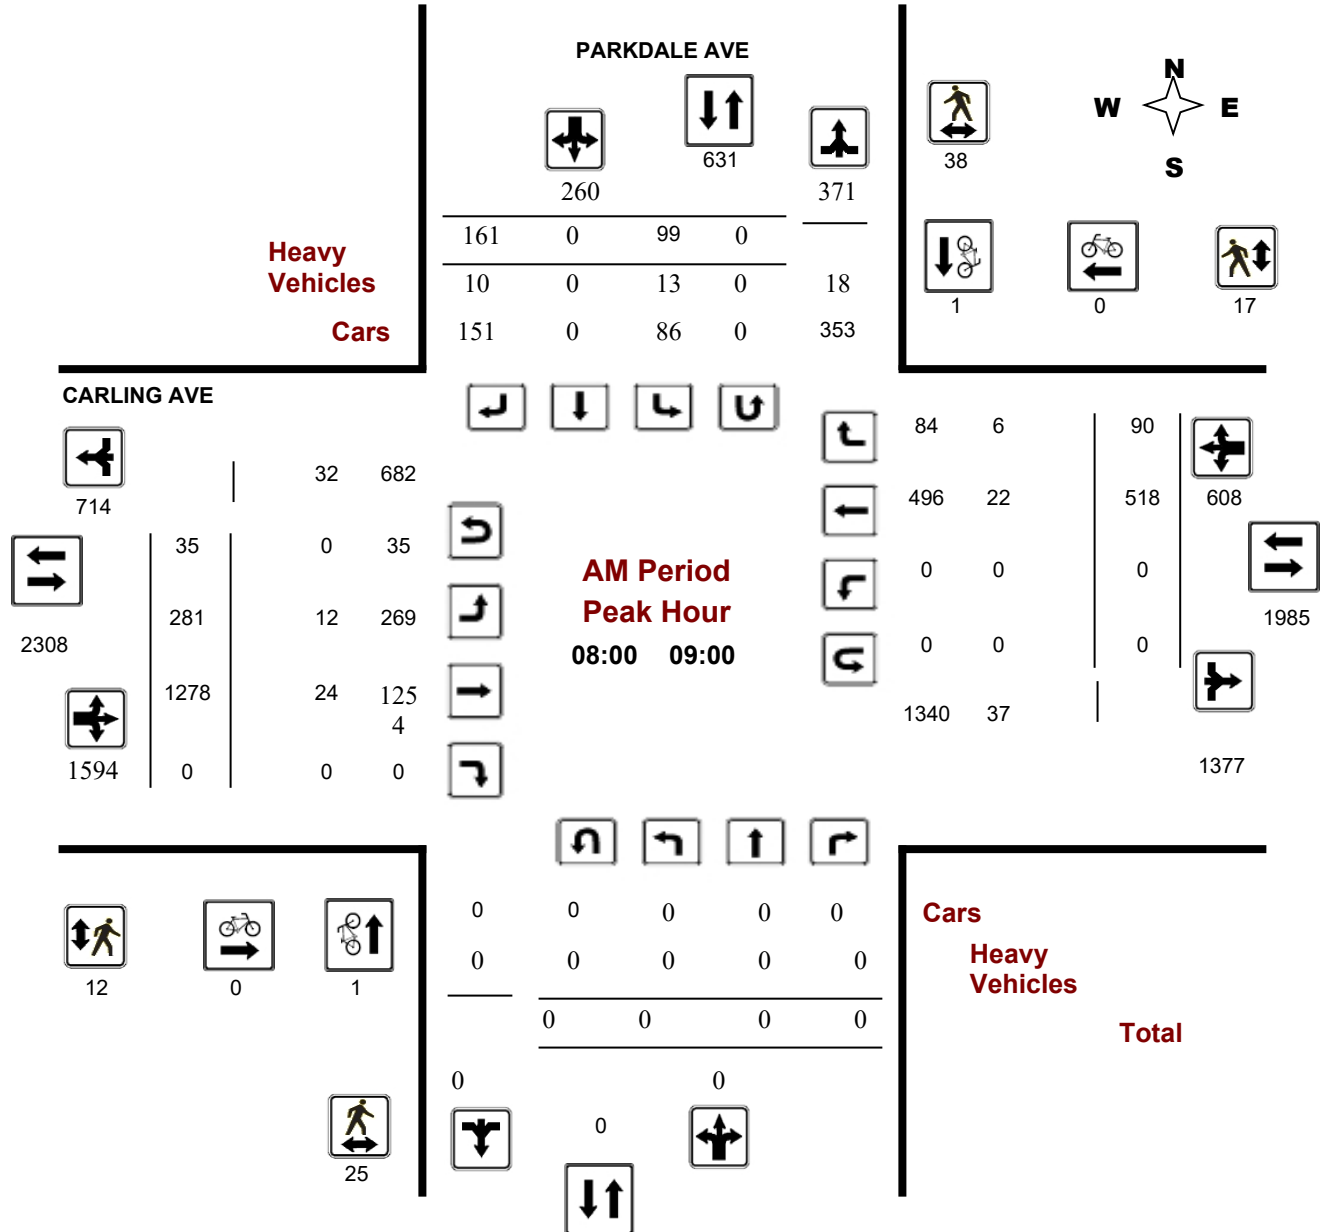 PARKDALE AVE
N
W E
S
631
38
260 371
161 0 99 0
Heavy
Vehicles
10 0 13 0 18
1 0 17
Cars
151 0 86 0 353
CARLING AVE
84 6 90
32 682
714
496 22 518 608
35 0 35
AM Period
0 0 0
Peak Hour
281 12 269
1985
2308
08:00 09:00
0 0 0
1278 24 125
4
1340 37
1594 0 0 0
1377
0 0 0 0 0
Cars
0 0 0 0 0
Heavy
Vehicles
12 0 1
0 0 0 0
Total
0 0
0
25